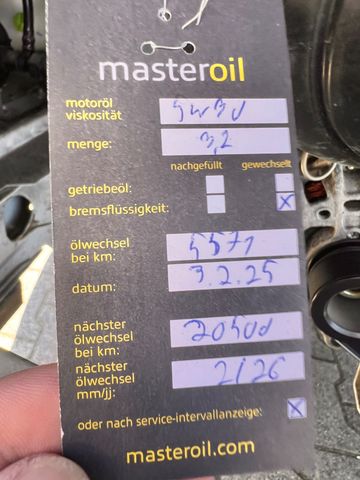 masteroil
motoröl
viskosität 5W30
menge: 3,2
nachgefüllt gewechselt
getriebeöl:
bremsflüssigkeit: x
ölwechsel
bei km: 5571
datum: 3.2.25
nächster
ölwechsel
bei km: 20500
nächster
ölwechsel
mm/jj: 2/26
oder nach service-intervallanzeige: x
masteroil.com